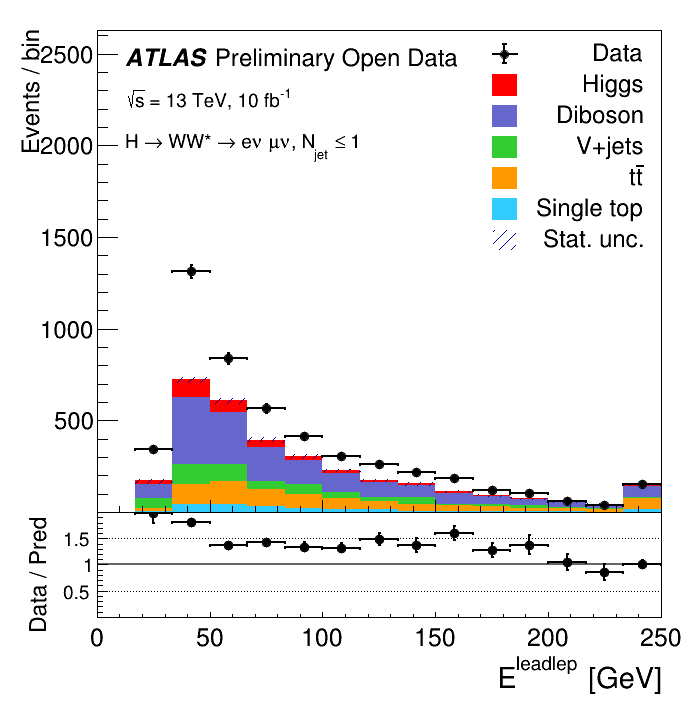 Events / bin
2500
2000
1500
1000
500
ATLAS Preliminary Open Data
√s = 13 TeV, 10 fb⁻¹
H → WW* → eν μν, N_jet ≤ 1
Data
Higgs
Diboson
V+jets
tt̄
Single top
Stat. unc.
Data / Pred
1.5
1
0.5
0 50 100 150 200 250
E^leadlep [GeV]